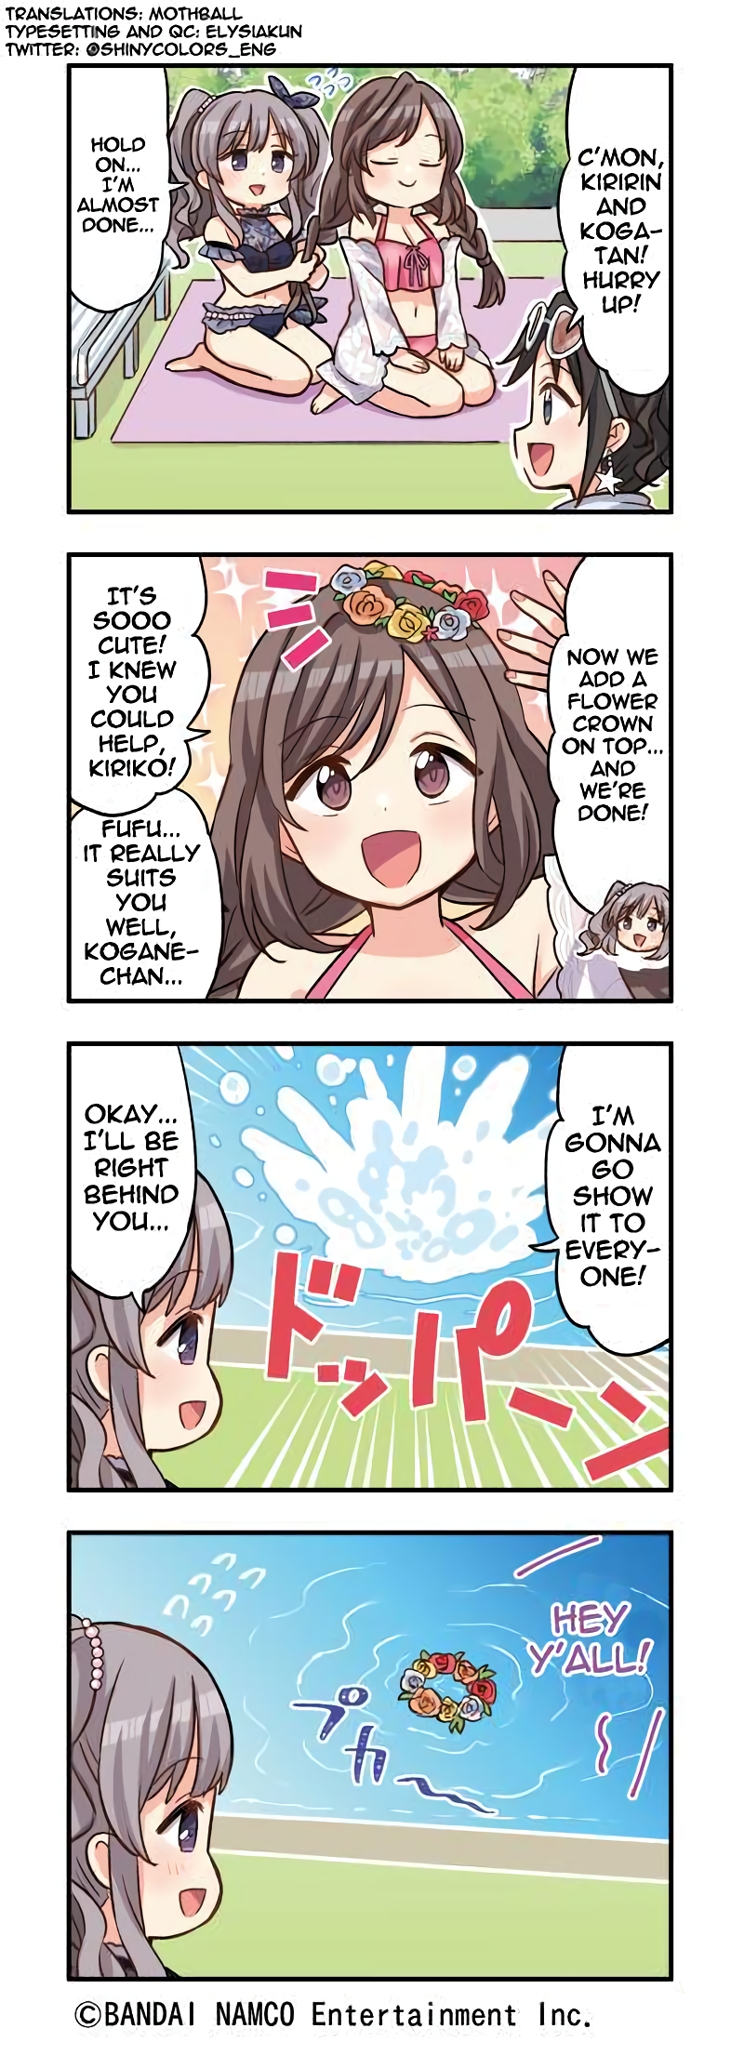 TRANSLATIONS: MOTHBALL
TYPESETTING AND QC: ELYSIAKUN
TWITTER: @SHINYCOLORS_ENG
C'MON,
KIRIRIN
AND
KOGA-
TAN!
HURRY
UP!
HOLD
ON...
I'M
ALMOST
DONE...
NOW WE
ADD A
FLOWER
CROWN
ON TOP...
AND
WE'RE
DONE!
IT'S
SOOO
CUTE!
I KNEW
YOU
COULD
HELP,
KIRIKO!
FUFU...
IT REALLY
SUITS
YOU
WELL,
KOGANE-
CHAN...
I'M
GONNA
GO
SHOW
IT TO
EVERY-
ONE!
OKAY...
I'LL BE
RIGHT
BEHIND
YOU...
ドッパーン
HEY
Y'ALL!
プカ〜
©BANDAI NAMCO Entertainment Inc.